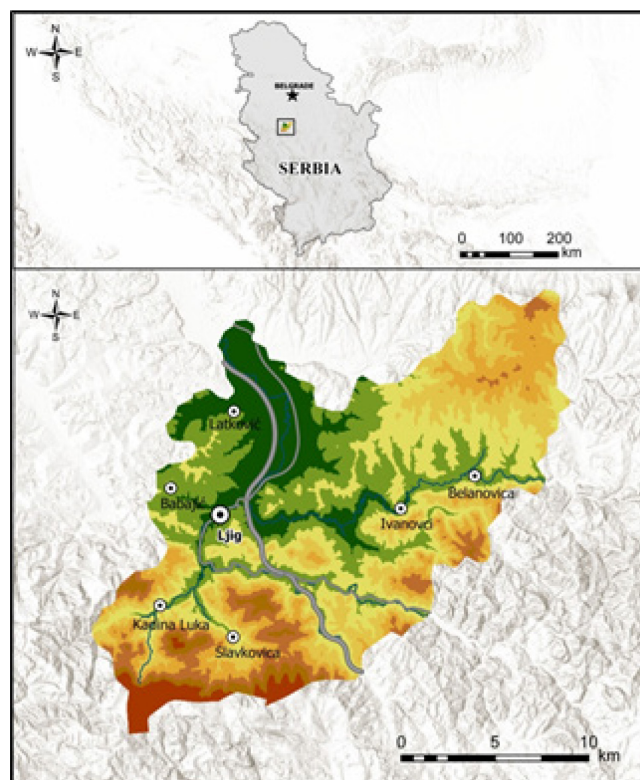 N
W E
S
BELGRADE
SERBIA
0 100 200
km
N
W E
S
Latković
Babajić
Ljig
Ivanovci
Belanovica
Kadina Luka
Slavkovica
0 5 10
km